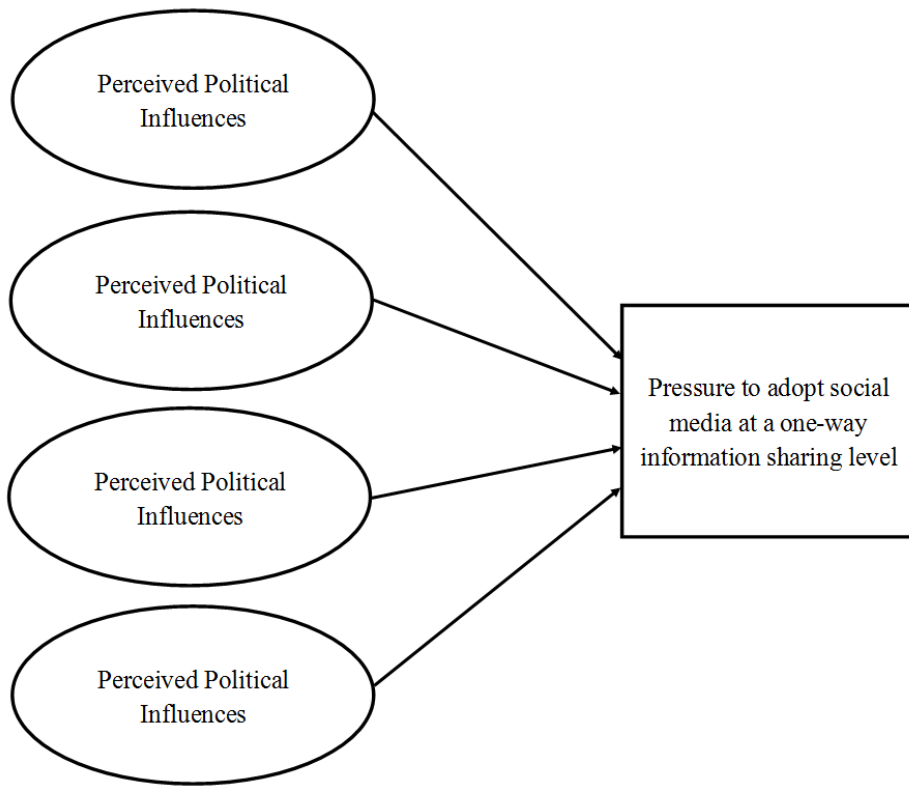 Perceived Political
Influences
Perceived Political
Influences
Pressure to adopt social
media at a one-way
information sharing level
Perceived Political
Influences
Perceived Political
Influences